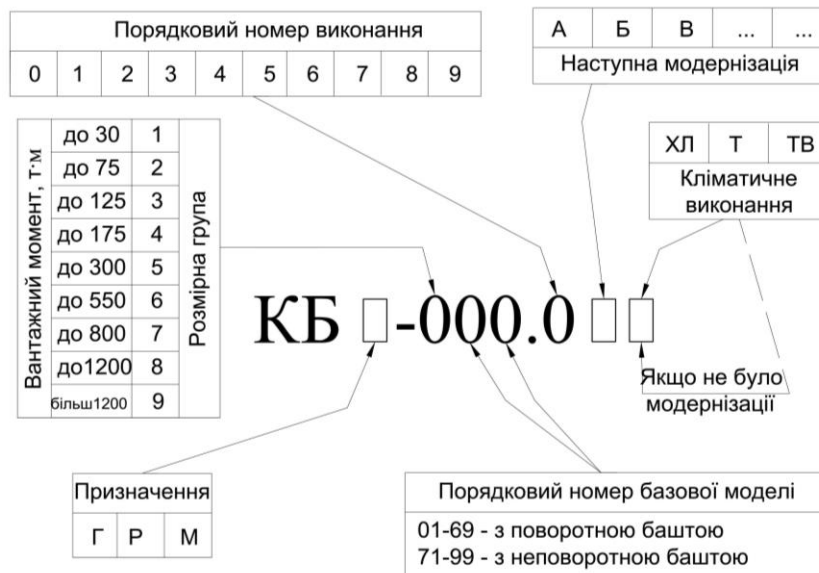 Порядковий номер виконання
0 1 2 3 4 5 6 7 8 9
А Б В ... ...
Наступна модернізація
ХЛ Т ТВ
Кліматичне
виконання
Вантажний момент, т·м
до 30 1
до 75 2
до 125 3
до 175 4
до 300 5
до 550 6
до 800 7
до1200 8
більш1200 9
Розмірна група
КБ -000.0
Якщо не було
модернізації
Призначення
Г Р М
Порядковий номер базової моделі
01-69 - з поворотною баштою
71-99 - з неповоротною баштою